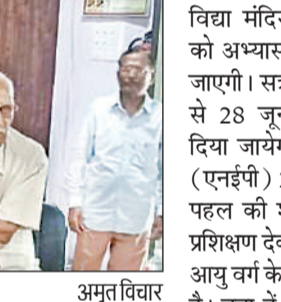 विद्या मंदिर
को अभ्यास
जाएगी। सत्र
से 28 जून
दिया जायेग
(एनईपी)
पहल की श
प्रशिक्षण देव
आयु वर्ग के
अमृत विचार